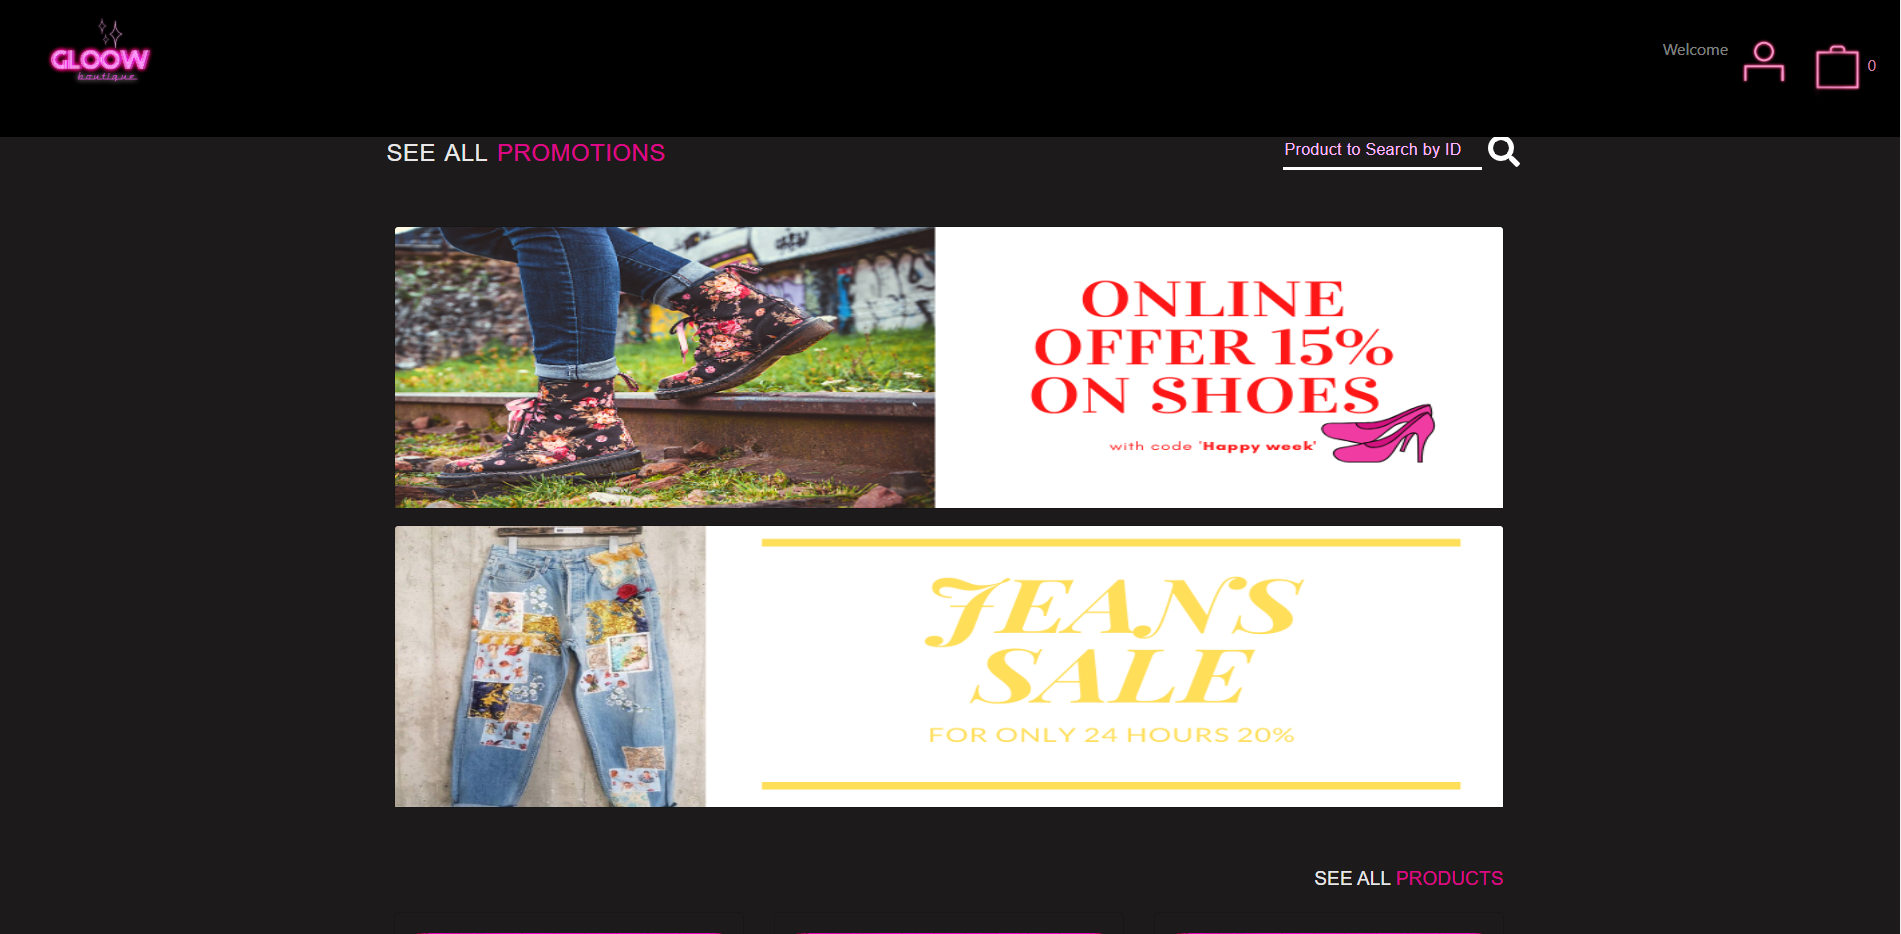 GLOOW
boutique
Welcome
0
SEE ALL PROMOTIONS
Product to Search by ID
ONLINE
OFFER 15%
ON SHOES
with code 'Happy week'
JEANS
SALE
FOR ONLY 24 HOURS 20%
SEE ALL PRODUCTS